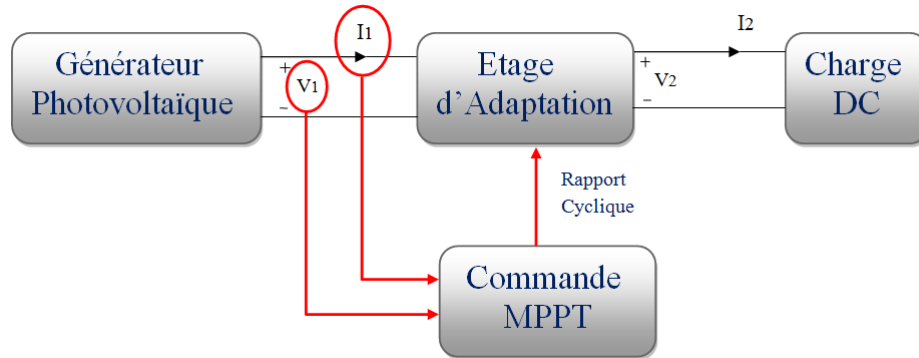 Générateur
Photovoltaïque
+
V1
−
I1
Etage
d’Adaptation
+
V2
−
I2
Charge
DC
Rapport
Cyclique
Commande
MPPT